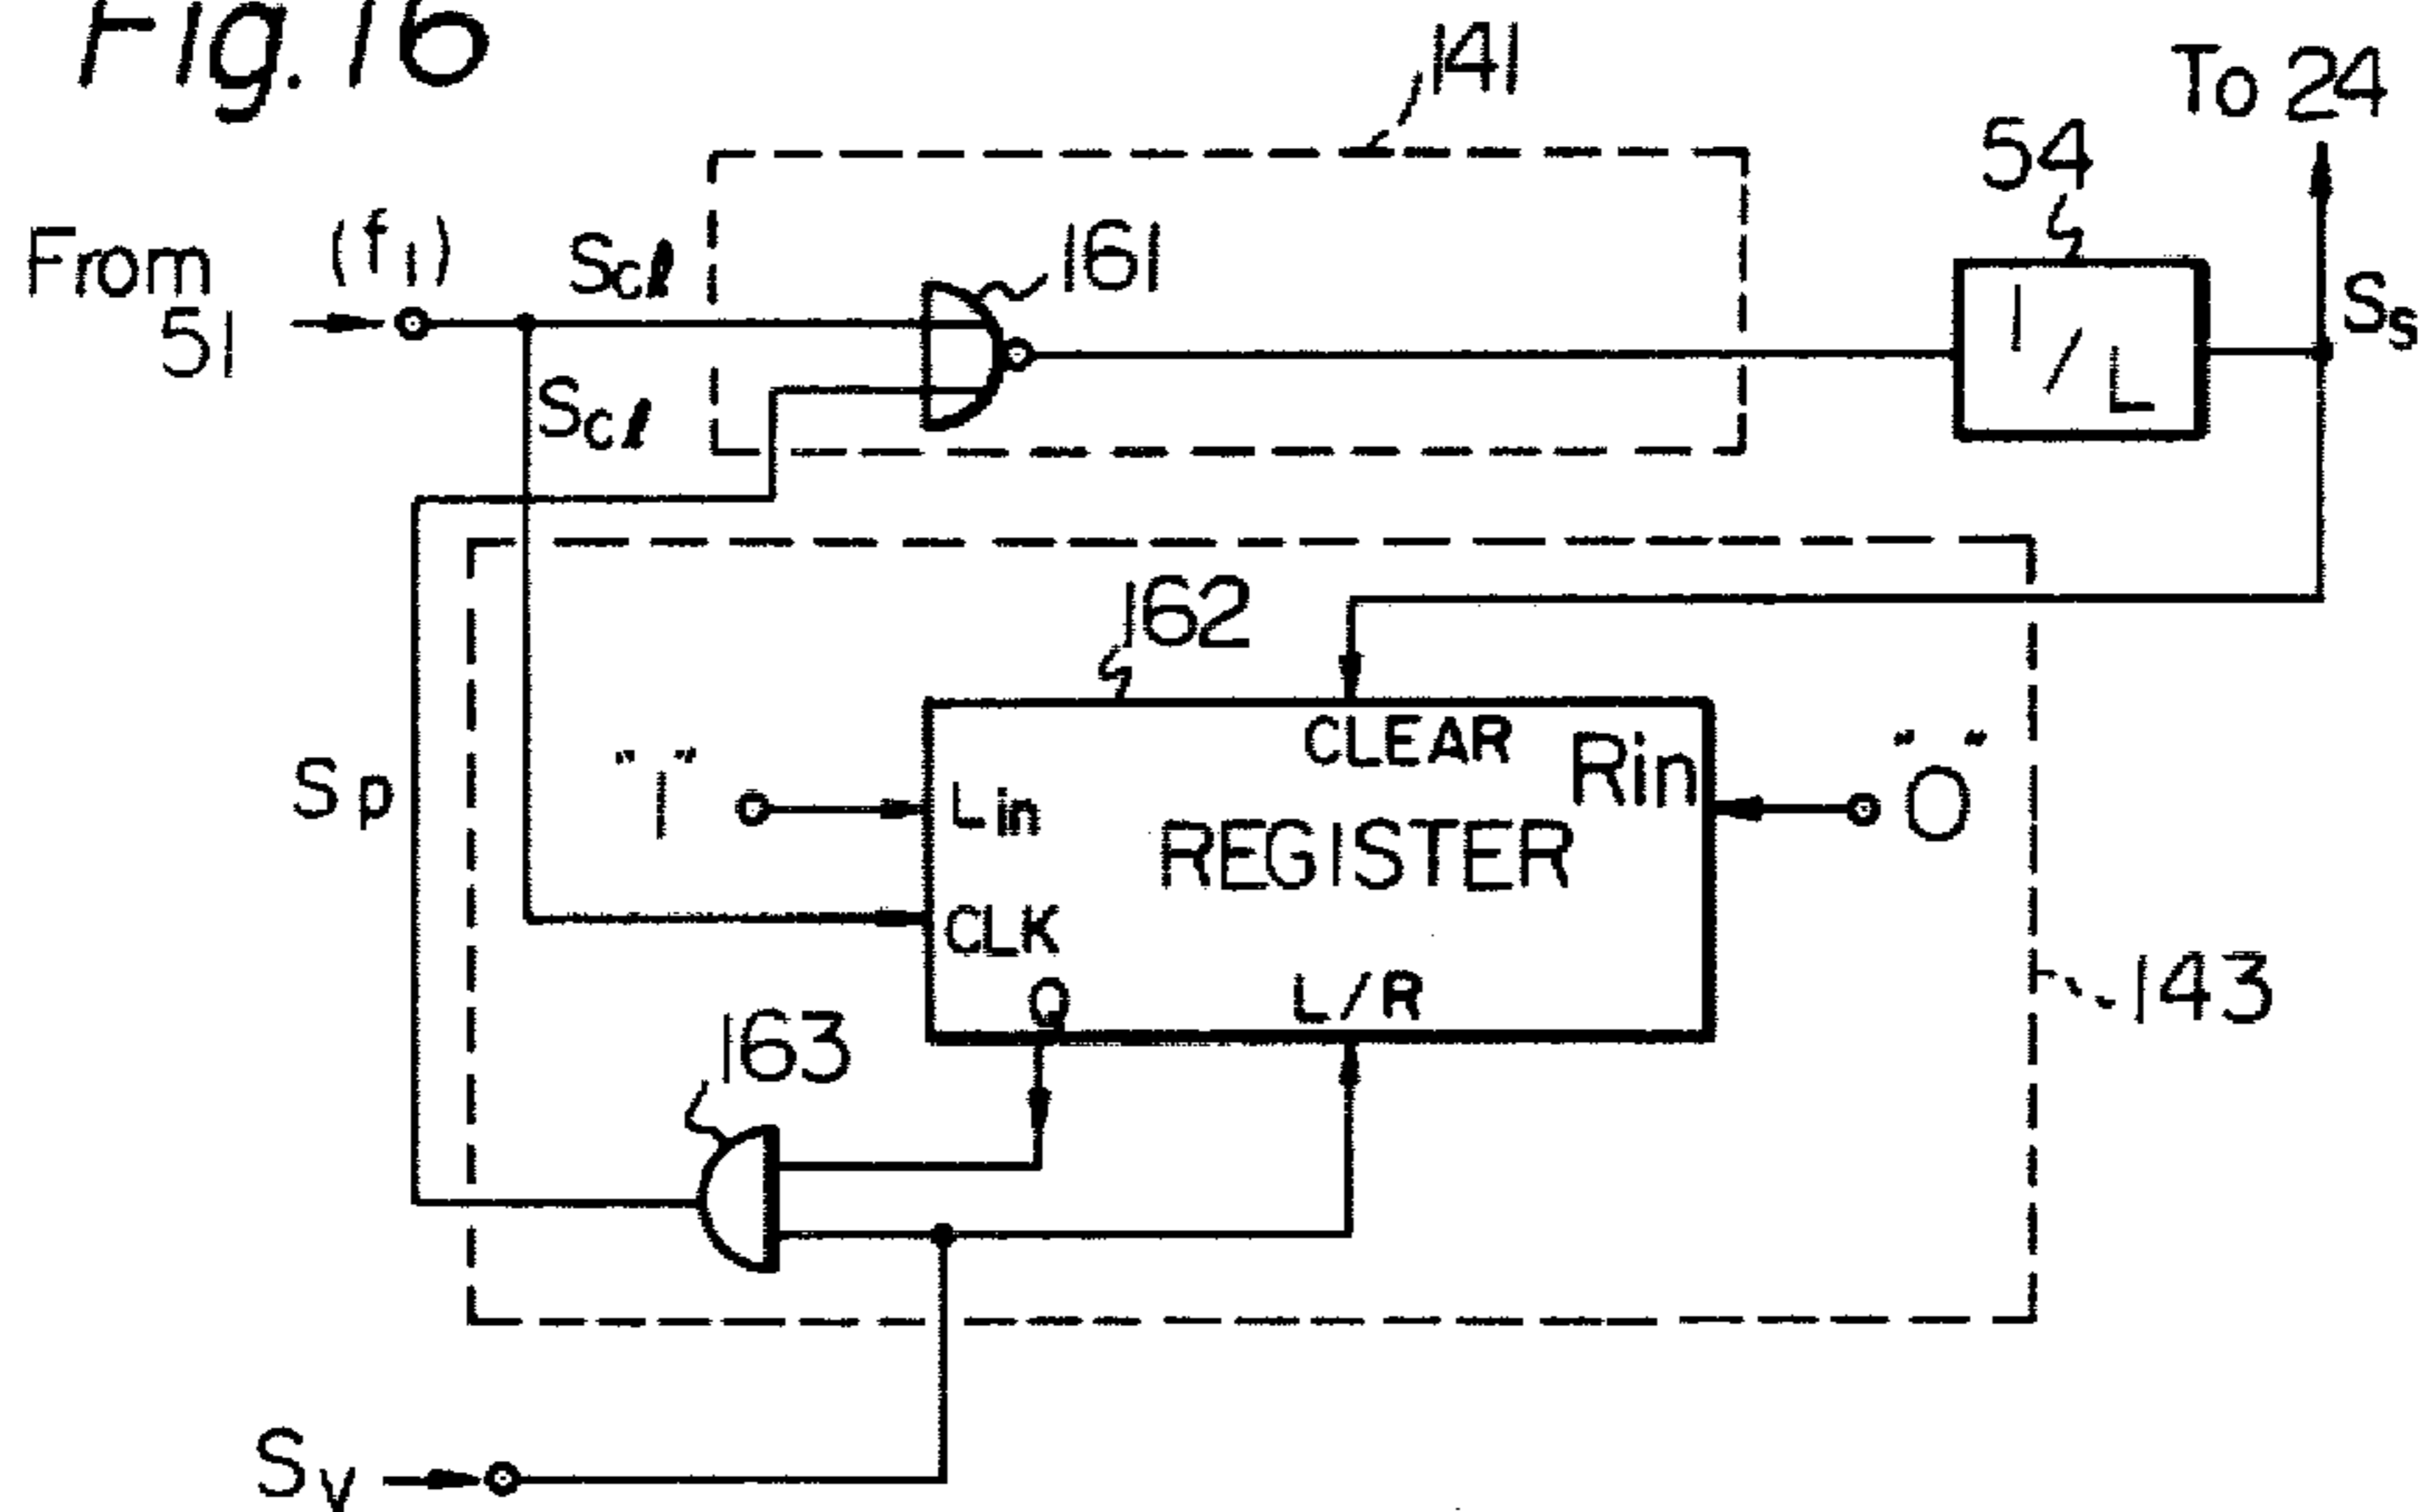 Fig. 16
141
To 24
54
From
51
(f₁)
Scl
161
1/L
Ss
Scl
162
Sp
"1"
Lin
CLEAR
Rin
"0"
REGISTER
CLK
Q
L/R
143
163
Sv